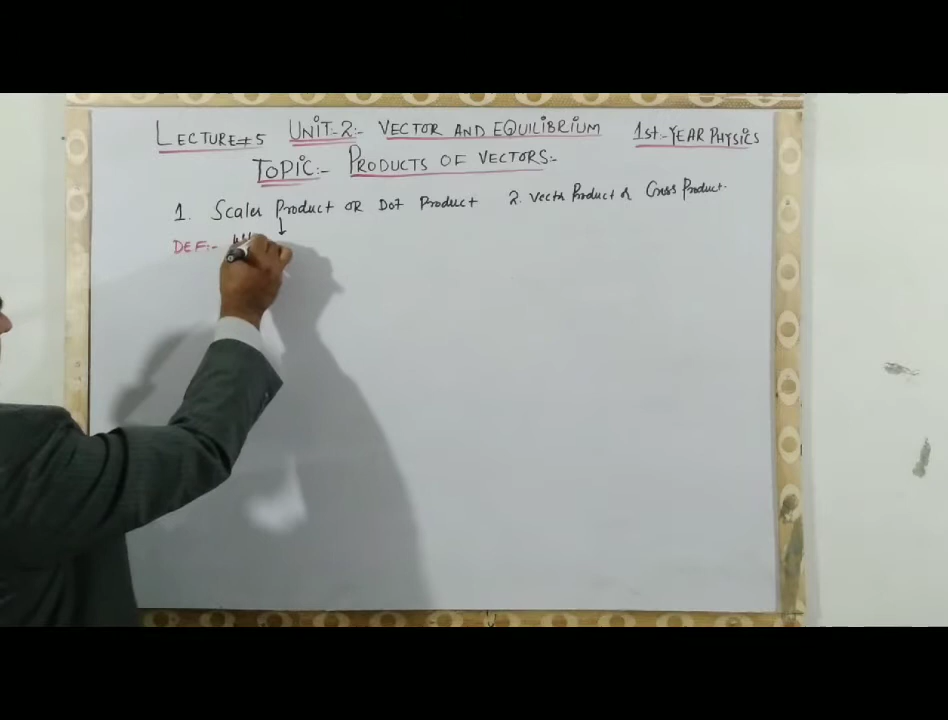 LECTURE#5 UNIT-2:- VECTOR AND EQUILIBRIUM 1st-YEAR PHYSICS
TOPIC:- PRODUCTS OF VECTORS:-
1. Scaler Product OR Dot Product 2. Vector Product or Cross Product.
DEF:-